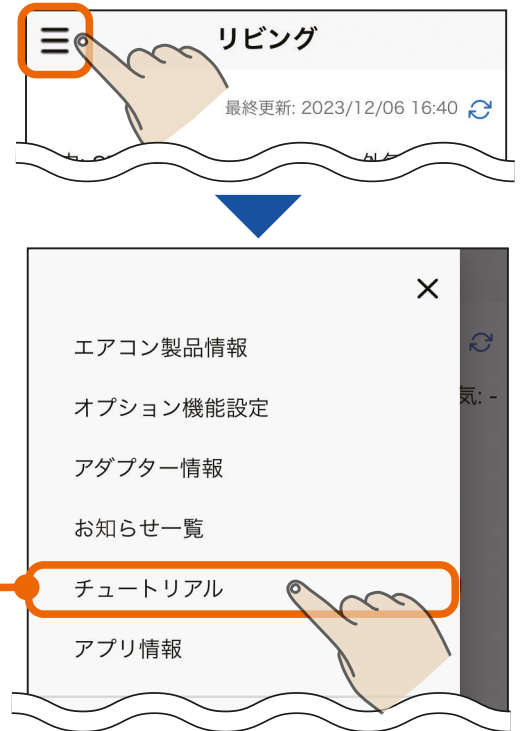 リビング
最終更新: 2023/12/06 16:40
エアコン製品情報
気: -
オプション機能設定
アダプター情報
お知らせ一覧
チュートリアル
アプリ情報